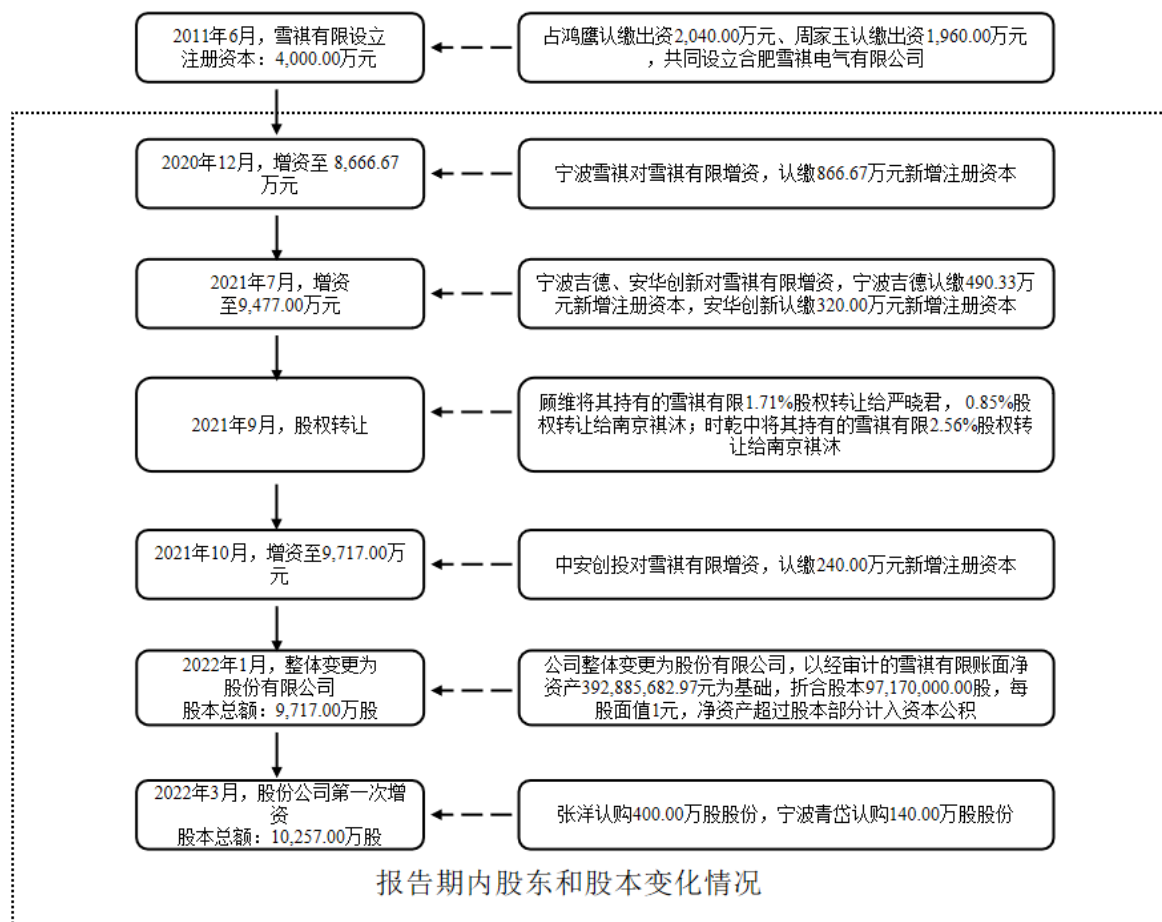 2011年6月，雪祺有限设立
注册资本：4,000.00万元
占鸿鹰认缴出资2,040.00万元、周家玉认缴出资1,960.00万元
，共同设立合肥雪祺电气有限公司
2020年12月，增资至 8,666.67
万元
宁波雪祺对雪祺有限增资，认缴866.67万元新增注册资本
2021年7月，增资
至9,477.00万元
宁波吉德、安华创新对雪祺有限增资，宁波吉德认缴490.33万
元新增注册资本，安华创新认缴320.00万元新增注册资本
2021年9月，股权转让
顾维将其持有的雪祺有限1.71%股权转让给严晓君， 0.85%股
权转让给南京祺沐；时乾中将其持有的雪祺有限2.56%股权转
让给南京祺沐
2021年10月，增资至9,717.00万
元
中安创投对雪祺有限增资，认缴240.00万元新增注册资本
2022年1月，整体变更为
股份有限公司
股本总额：9,717.00万股
公司整体变更为股份有限公司，以经审计的雪祺有限账面净
资产392,885,682.97元为基础，折合股本97,170,000.00股，每
股面值1元，净资产超过股本部分计入资本公积
2022年3月，股份公司第一次增
资
股本总额：10,257.00万股
张洋认购400.00万股股份，宁波青岱认购140.00万股股份
报告期内股东和股本变化情况